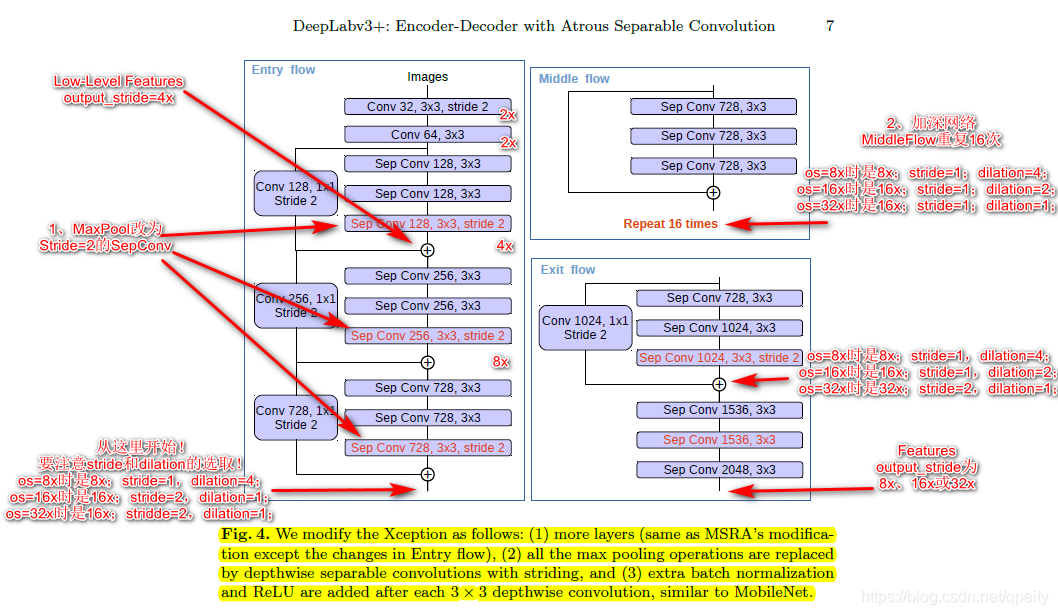 DeepLabv3+: Encoder-Decoder with Atrous Separable Convolution 7
Low-Level Features
output_stride=4x
1、MaxPool改为
Stride=2的SepConv
从这里开始!
要注意stride和dilation的选取!
os=8x时是8x; stride=1, dilation=4;
os=16x时是16x; stride=2, dilation=1;
os=32x时是16x; stridde=2, dilation=1;
Entry flow
Images
Conv 32, 3x3, stride 2
2x
Conv 64, 3x3
2x
Sep Conv 128, 3x3
Conv 128, 1x1
Stride 2
Sep Conv 128, 3x3
Sep Conv 128, 3x3, stride 2
4x
Sep Conv 256, 3x3
Conv 256, 1x1
Stride 2
Sep Conv 256, 3x3
Sep Conv 256, 3x3, stride 2
8x
Sep Conv 728, 3x3
Conv 728, 1x1
Stride 2
Sep Conv 728, 3x3
Sep Conv 728, 3x3, stride 2
Middle flow
Sep Conv 728, 3x3
Sep Conv 728, 3x3
Sep Conv 728, 3x3
Repeat 16 times
2、加深网络
MiddleFlow重复16次
os=8x时是8x; stride=1; dilation=4;
os=16x时是16x; stride=1; dilation=2;
os=32x时是16x; stride=1; dilation=1;
Exit flow
Sep Conv 728, 3x3
Conv 1024, 1x1
Stride 2
Sep Conv 1024, 3x3
Sep Conv 1024, 3x3, stride 2
Sep Conv 1536, 3x3
Sep Conv 1536, 3x3
Sep Conv 2048, 3x3
os=8x时是8x; stride=1, dilation=4;
os=16x时是16x; stride=1, dilation=2;
os=32x时是32x; stride=2, dilation=1;
Features
output_stride为
8x、16x或32x
Fig. 4. We modify the Xception as follows: (1) more layers (same as MSRA's modifica-
tion except the changes in Entry flow), (2) all the max pooling operations are replaced
by depthwise separable convolutions with striding, and (3) extra batch normalization
and ReLU are added after each 3 × 3 depthwise convolution, similar to MobileNet.
https://blog.csdn.net/qpeity